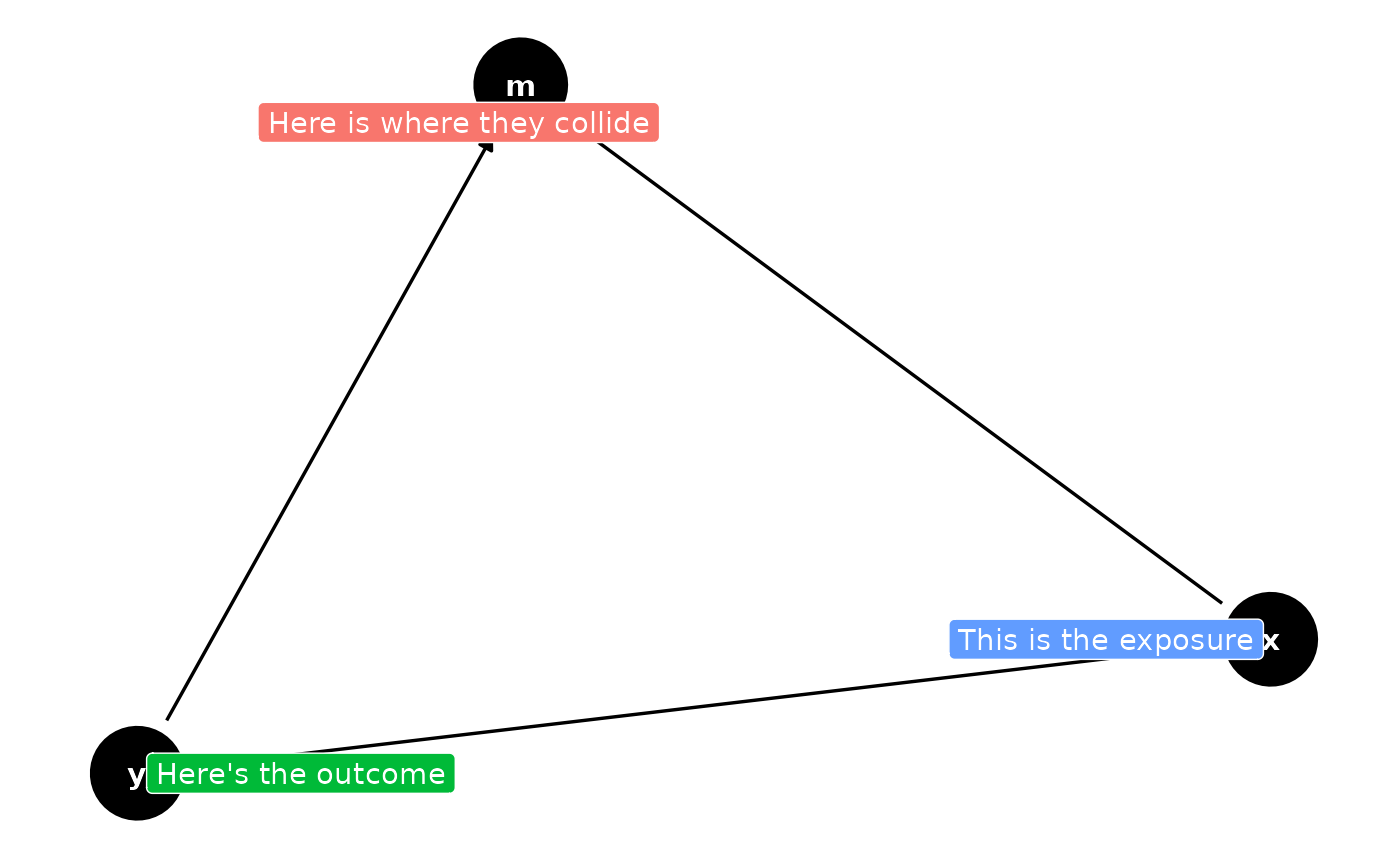 m
Here is where they collide
This is the exposure
x
y
Here's the outcome